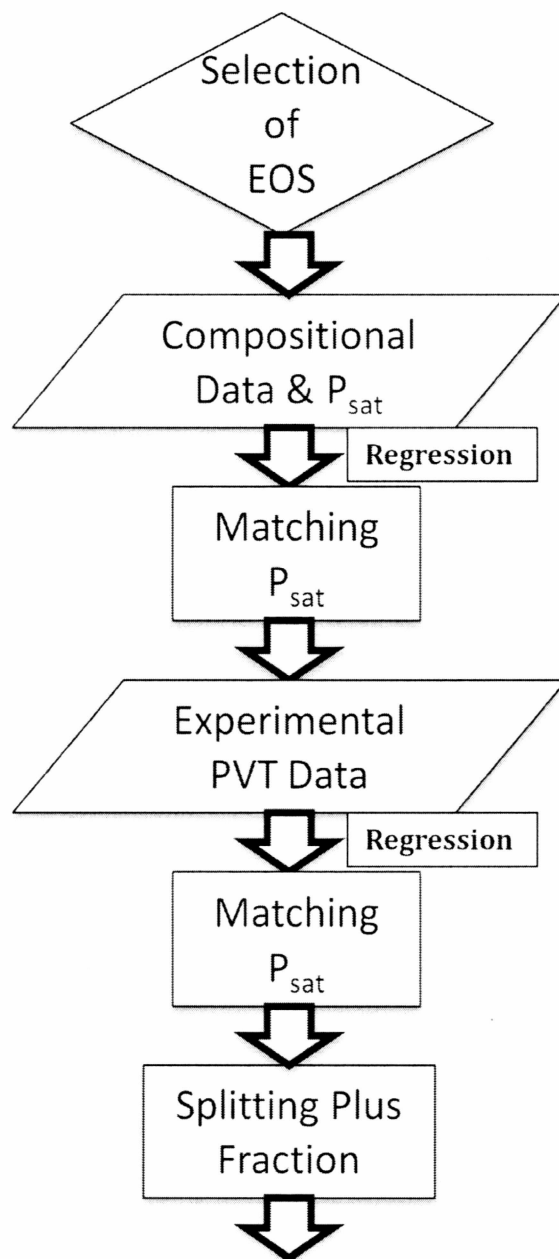 Selection
of
EOS
Compositional
Data & Psat
Regression
Matching
Psat
Experimental
PVT Data
Regression
Matching
Psat
Splitting Plus
Fraction